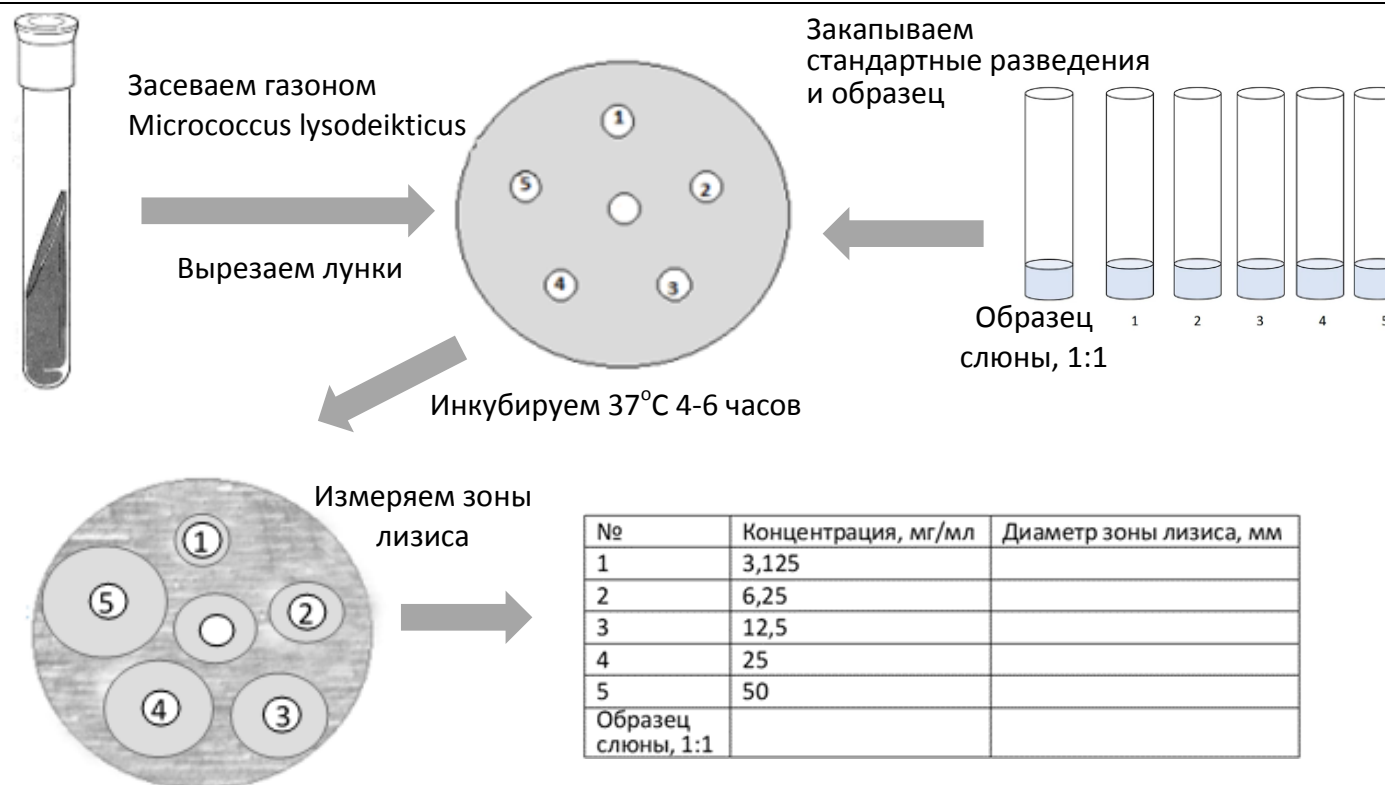 Засеваем газоном
Micrococcus lysodeikticus
Вырезаем лунки
1
2
3
4
5
Закапываем
стандартные разведения
и образец
Образец
слюны, 1:1
1 2 3 4 5
Инкубируем 37°С 4-6 часов
1
2
3
4
5
Измеряем зоны
лизиса
№ Концентрация, мг/мл Диаметр зоны лизиса, мм
1 3,125
2 6,25
3 12,5
4 25
5 50
Образец
слюны, 1:1